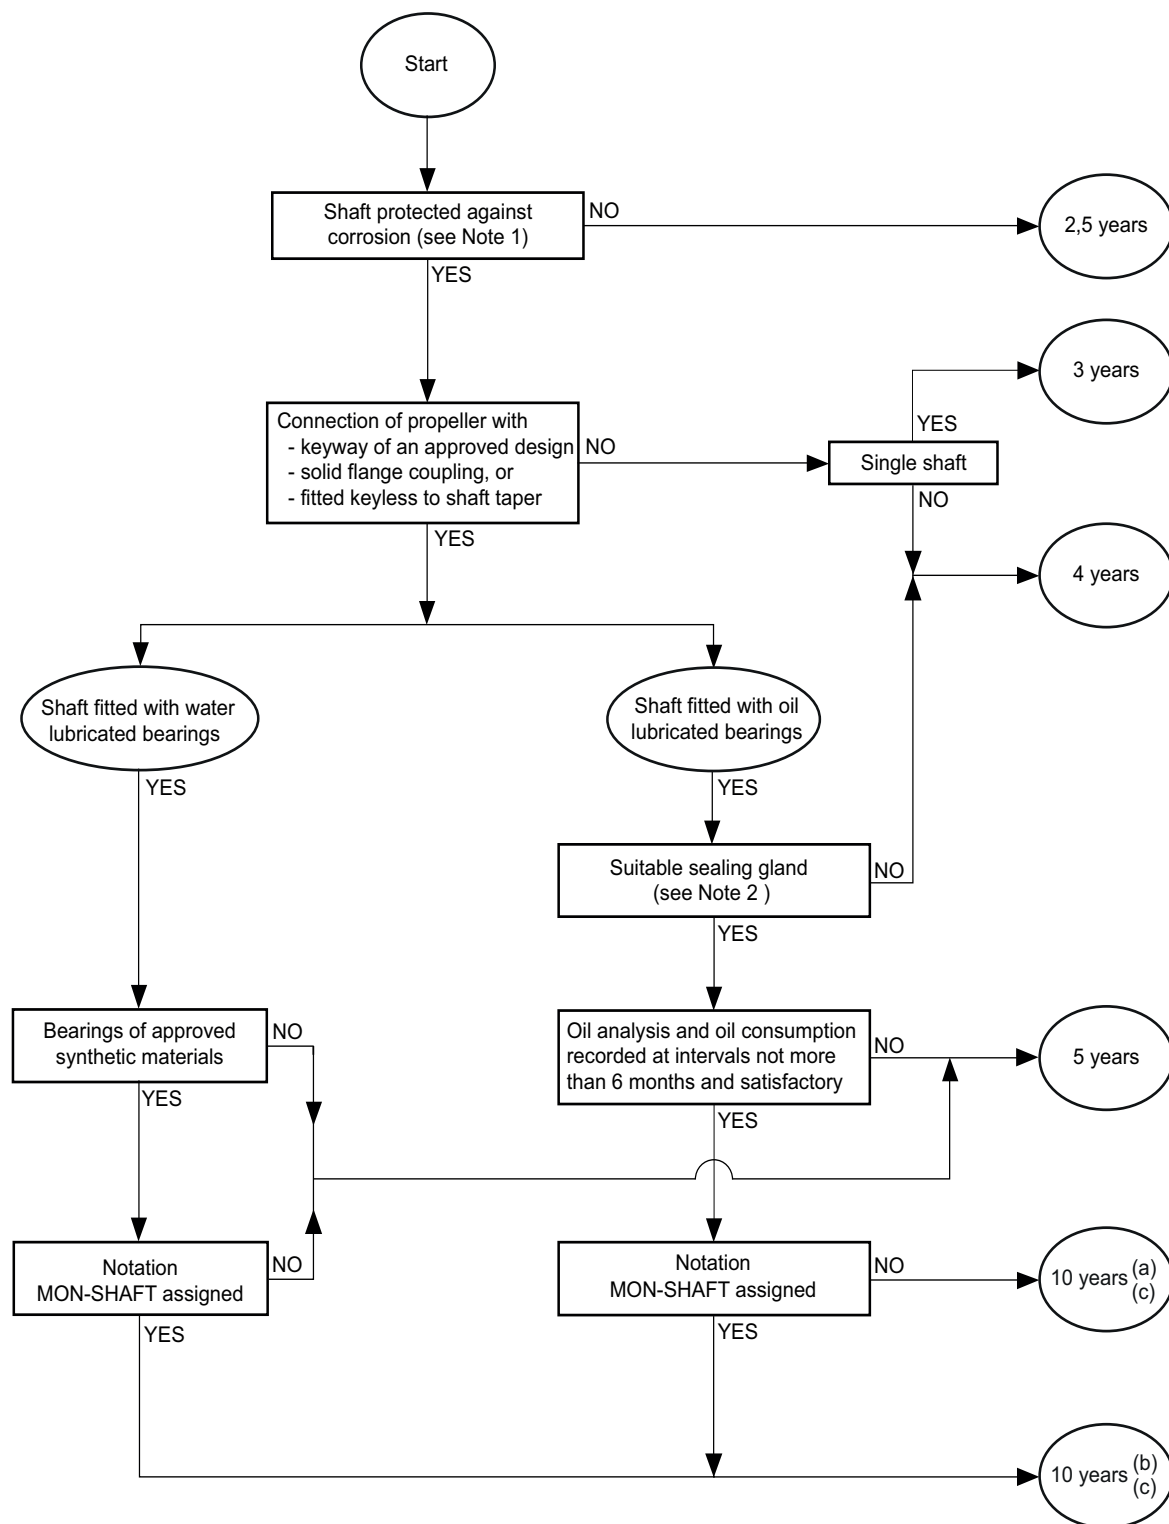 Start
Shaft protected against
corrosion (see Note 1)
NO
2,5 years
YES
3 years
Connection of propeller with
- keyway of an approved design
- solid flange coupling, or
- fitted keyless to shaft taper
NO
YES
Single shaft
NO
YES
4 years
Shaft fitted with water
lubricated bearings
Shaft fitted with oil
lubricated bearings
YES
YES
Suitable sealing gland
(see Note 2 )
NO
YES
Bearings of approved
synthetic materials
NO
Oil analysis and oil consumption
recorded at intervals not more
than 6 months and satisfactory
NO
5 years
YES
YES
Notation
MON-SHAFT assigned
NO
Notation
MON-SHAFT assigned
NO
10 years (a)
(c)
YES
YES
10 years (b)
(c)